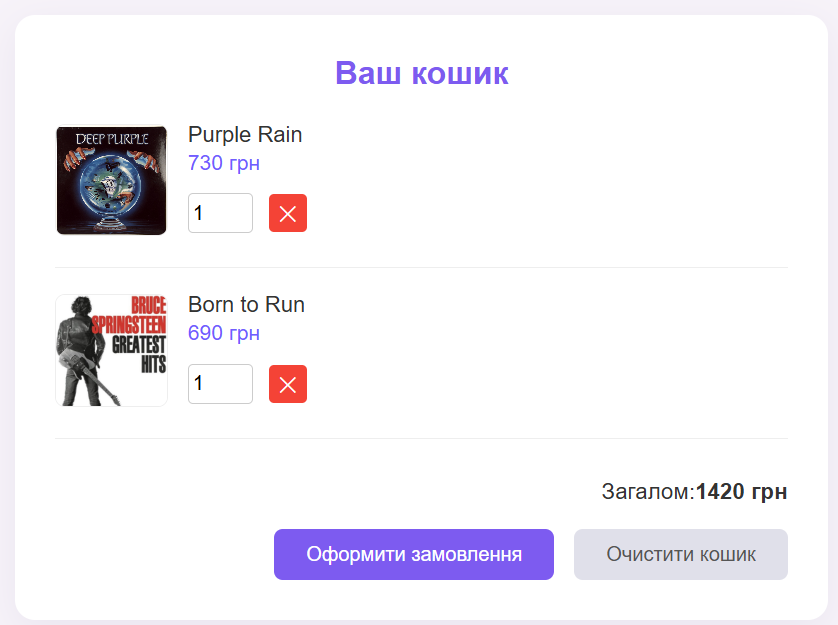 Ваш кошик
DEEP PURPLE
Purple Rain
730 грн
1
BRUCE
SPRINGSTEEN
GREATEST
HITS
Born to Run
690 грн
1
Загалом:1420 грн
Оформити замовлення
Очистити кошик